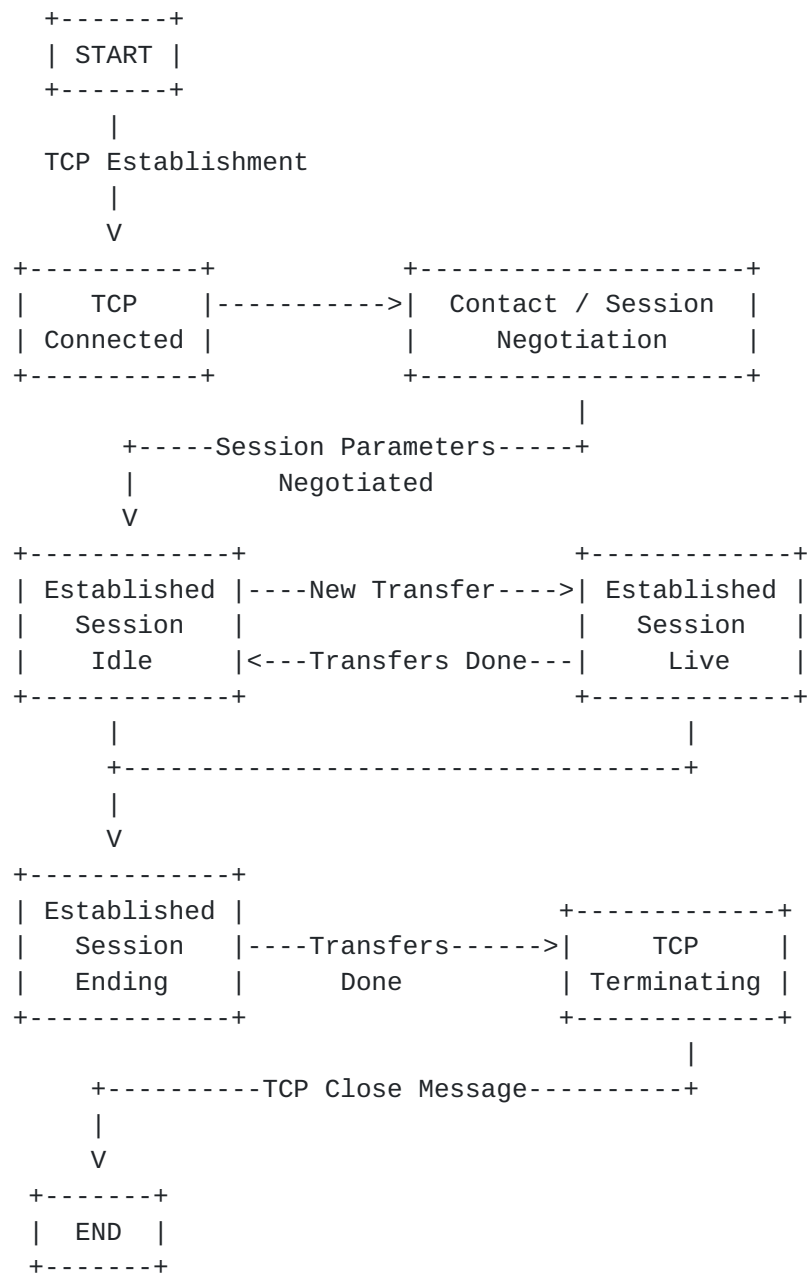 START
TCP Establishment
TCP Connected
Contact / Session Negotiation
Session Parameters Negotiated
Established Session Idle
New Transfer
Transfers Done
Established Session Live
Established Session Ending
Transfers Done
TCP Terminating
TCP Close Message
END